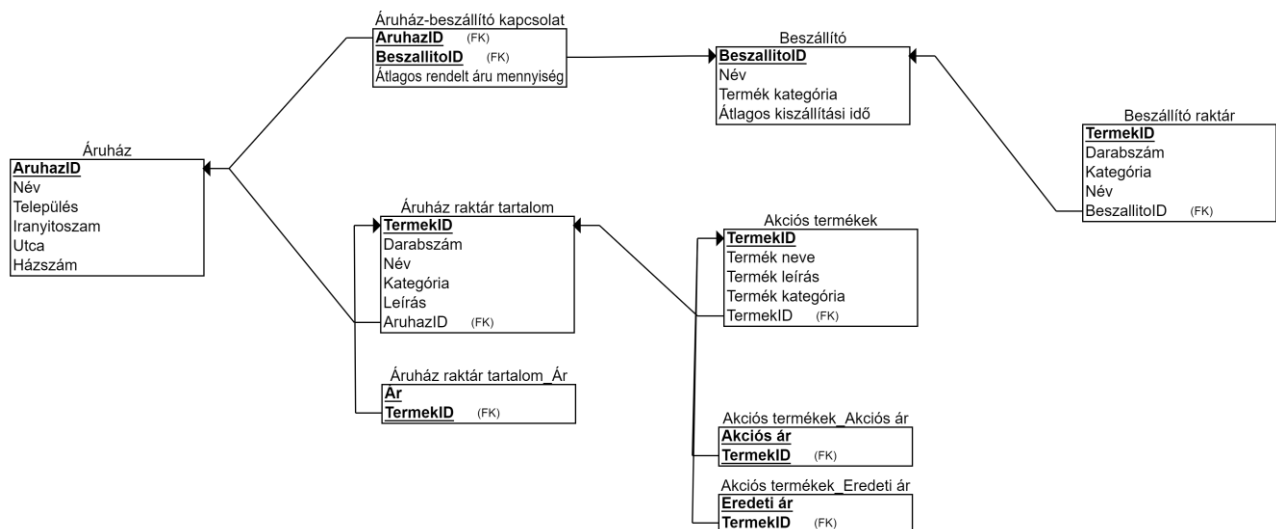 Áruház-beszállító kapcsolat
AruhazID (FK)
BeszallitoID (FK)
Átlagos rendelt áru mennyiség
Beszállító
BeszallitoID
Név
Termék kategória
Átlagos kiszállítási idő
Beszállító raktár
TermekID
Darabszám
Kategória
Név
BeszallitoID (FK)
Áruház
AruhazID
Név
Település
Iranyitoszam
Utca
Házszám
Áruház raktár tartalom
TermekID
Darabszám
Név
Kategória
Leírás
AruhazID (FK)
Akciós termékek
TermekID
Termék neve
Termék leírás
Termék kategória
TermekID (FK)
Áruház raktár tartalom_Ár
Ár
TermekID (FK)
Akciós termékek_Akciós ár
Akciós ár
TermekID (FK)
Akciós termékek_Eredeti ár
Eredeti ár
TermekID (FK)